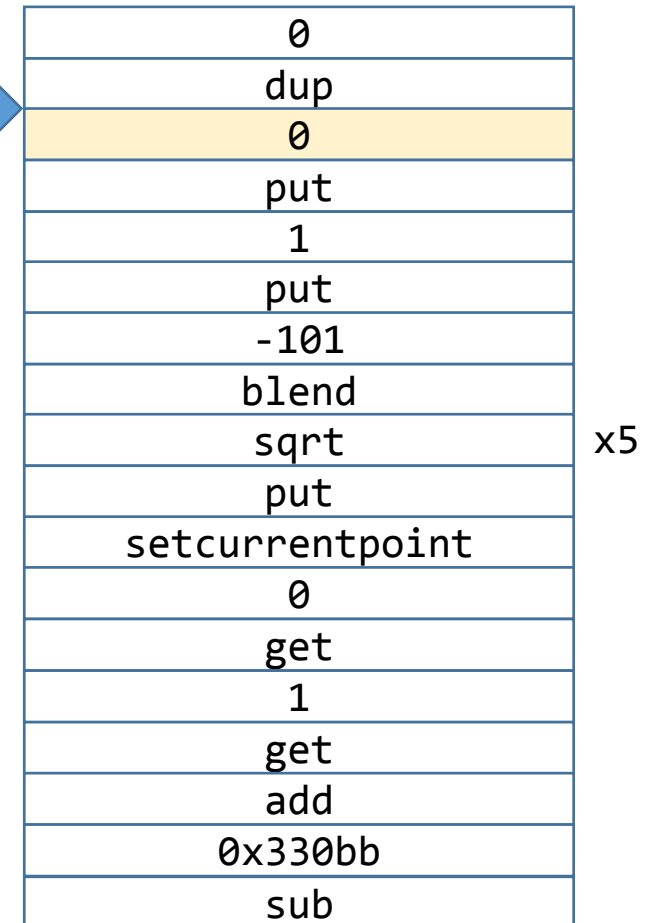 0
dup
0
put
1
put
-101
blend
sqrt x5
put
setcurrentpoint
0
get
1
get
add
0x330bb
sub